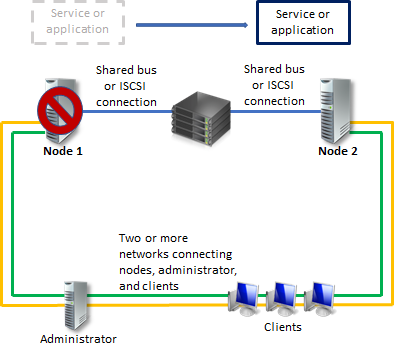 Service or
application
Service or
application
Shared bus
or ISCSI
connection
Shared bus
or ISCSI
connection
Node 1
Node 2
Two or more
networks connecting
nodes, administrator,
and clients
Administrator
Clients